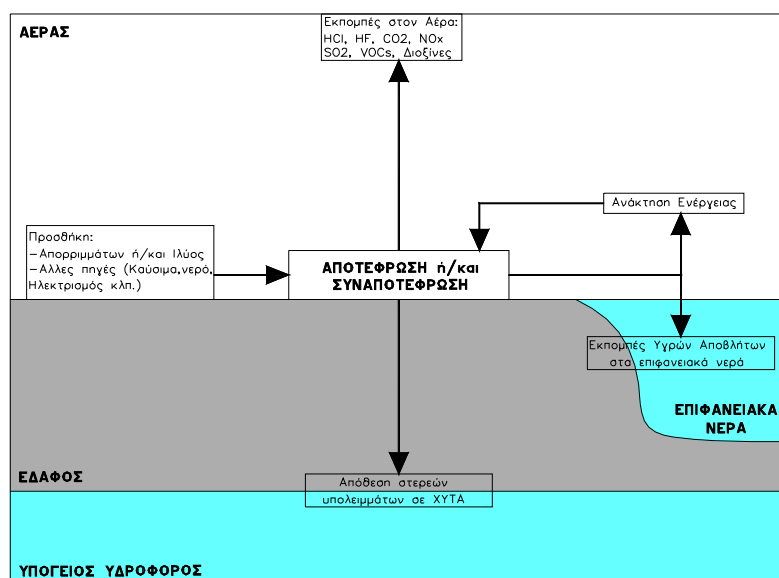 Εκπομπές στον Αέρα:
HCl, HF, CO2, NOx
SO2, VOCs, Διοξίνες
ΑΕΡΑΣ
Ανάκτηση Ενέργειας
Προσθήκη:
-Απορριμμάτων ή/και Ιλύος
-Αλλες πηγές (Καύσιμα,νερό,
Ηλεκτρισμός κλπ.)
ΑΠΟΤΕΦΡΩΣΗ ή/και
ΣΥΝΑΠΟΤΕΦΡΩΣΗ
Εκπομπές Υγρών Αποβλήτων
στα επιφανειακά νερά
ΕΠΙΦΑΝΕΙΑΚΑ
ΝΕΡΑ
ΕΔΑΦΟΣ
Απόθεση στερεών
υπολειμμάτων σε ΧΥΤΑ
ΥΠΟΓΕΙΟΣ ΥΔΡΟΦΟΡΟΣ